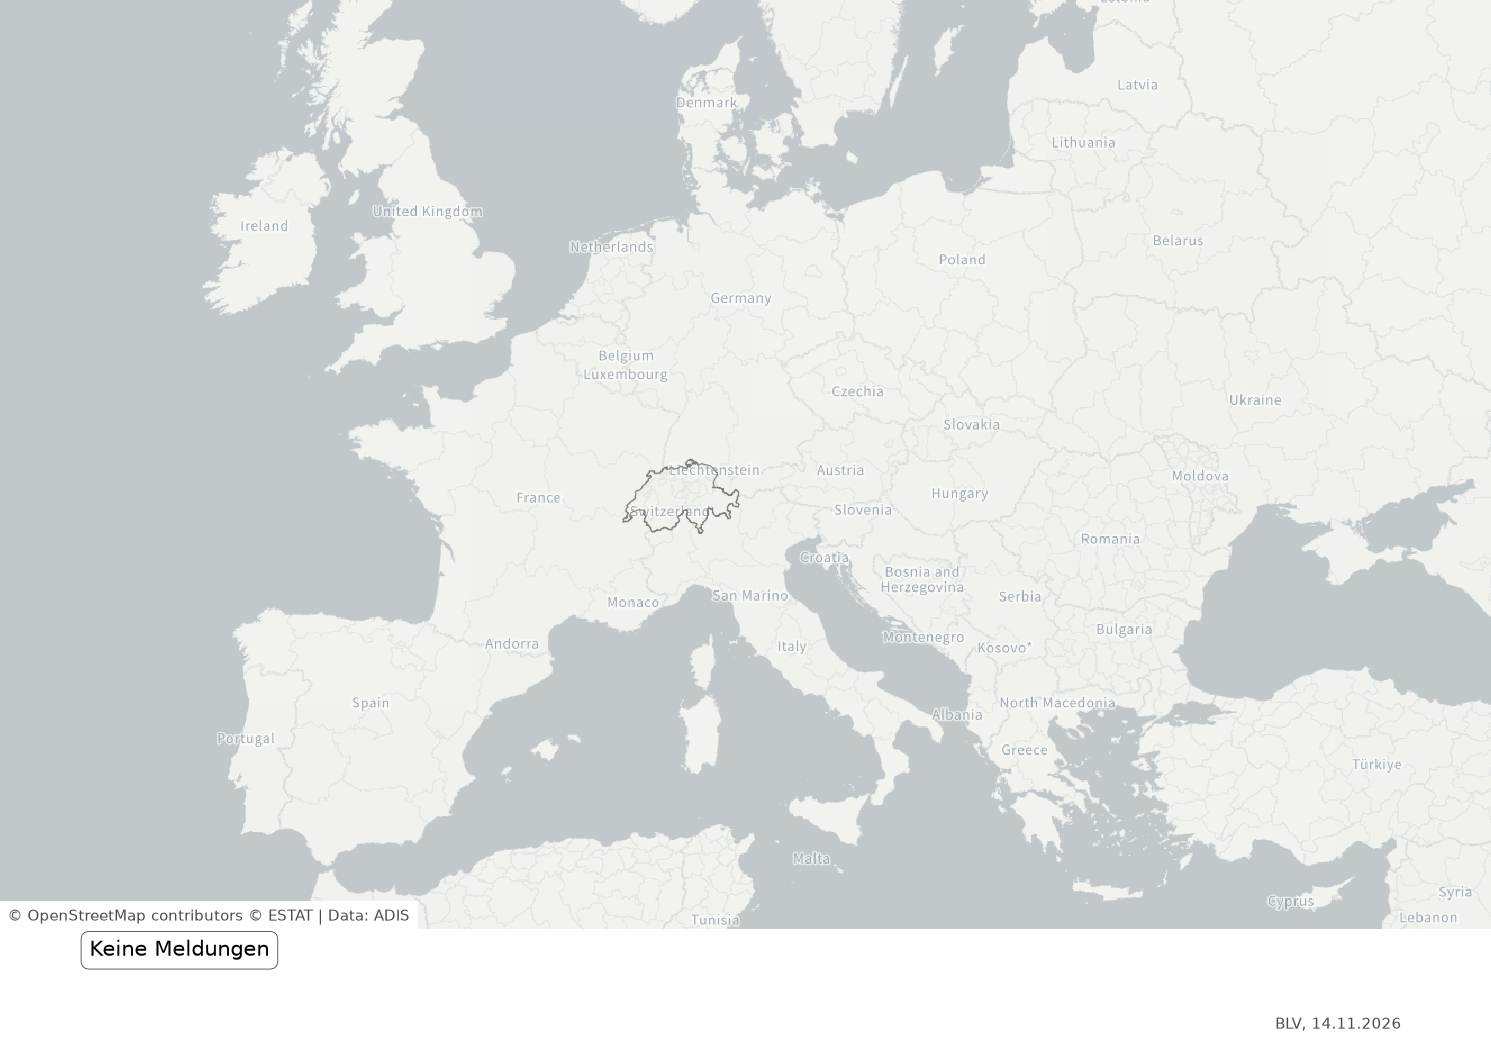 Estonia
Latvia
Denmark
Lithuania
United Kingdom
Ireland
Netherlands
Belarus
Poland
Germany
Belgium
Luxembourg
Czechia
Ukraine
Slovakia
Liechtenstein
Austria
Moldova
France
Hungary
Switzerland
Slovenia
Romania
Croatia
Bosnia and
Herzegovina
Monaco
San Marino
Serbia
Bulgaria
Andorra
Italy
Montenegro
Kosovo*
Spain
North Macedonia
Albania
Portugal
Greece
Türkiye
Malta
Syria
Cyprus
Tunisia
Lebanon
© OpenStreetMap contributors © ESTAT | Data: ADIS
Keine Meldungen
BLV, 14.11.2026